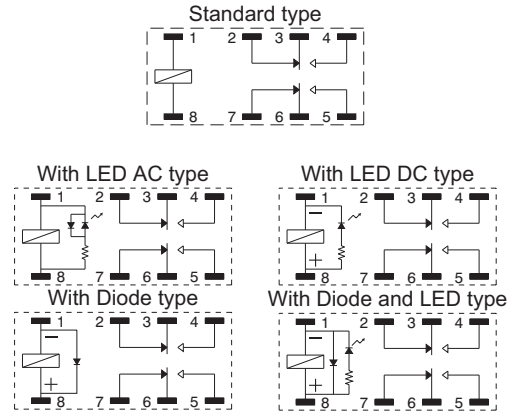 Standard type
1 2 3 4
8 7 6 5
With LED AC type
1 2 3 4
8 7 6 5
With LED DC type
1 2 3 4
−
+
8 7 6 5
With Diode type
1 2 3 4
−
+
8 7 6 5
With Diode and LED type
1 2 3 4
−
+
8 7 6 5